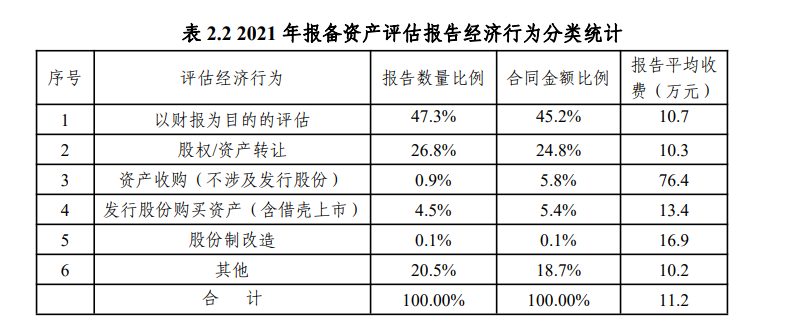 表 2.2 2021 年报备资产评估报告经济行为分类统计
序号 评估经济行为 报告数量比例 合同金额比例 报告平均收费（万元）
1 以财报为目的的评估 47.3% 45.2% 10.7
2 股权/资产转让 26.8% 24.8% 10.3
3 资产收购（不涉及发行股份） 0.9% 5.8% 76.4
4 发行股份购买资产（含借壳上市） 4.5% 5.4% 13.4
5 股份制改造 0.1% 0.1% 16.9
6 其他 20.5% 18.7% 10.2
合 计 100.00% 100.00% 11.2